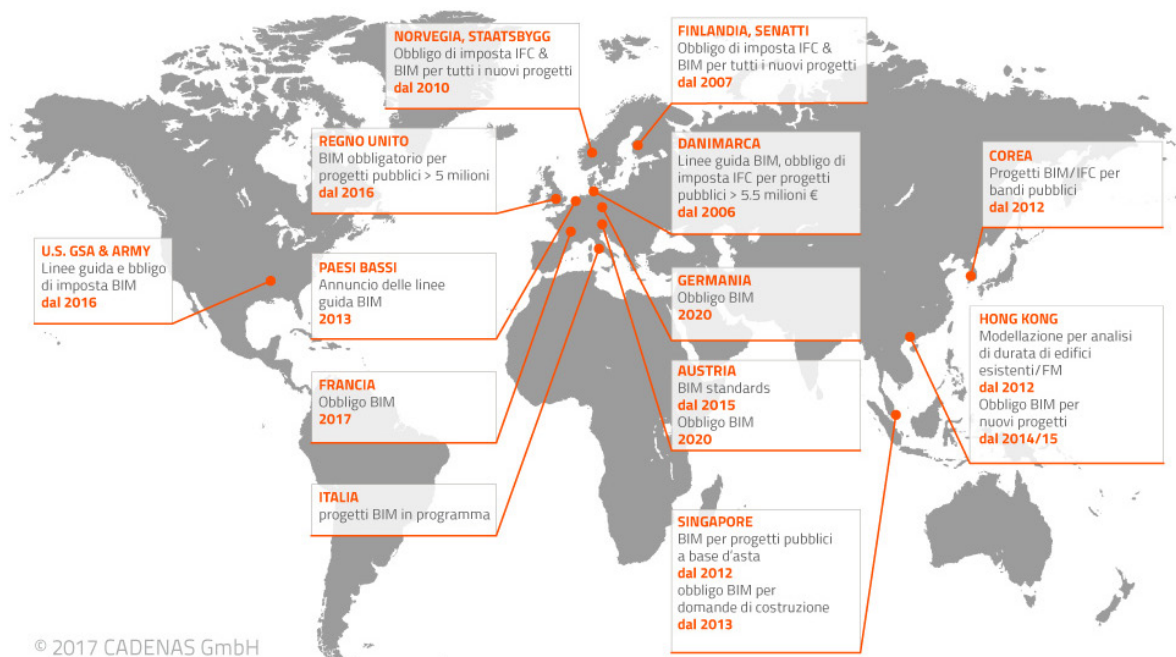 NORVEGIA, STAATSBYGG
Obbligo di imposta IFC &
BIM per tutti i nuovi progetti
dal 2010
FINLANDIA, SENATTI
Obbligo di imposta IFC &
BIM per tutti i nuovi progetti
dal 2007
REGNO UNITO
BIM obbligatorio per
progetti pubblici > 5 milioni
dal 2016
DANIMARCA
Linee guida BIM, obbligo di
imposta IFC per progetti
pubblici > 5.5 milioni €
dal 2006
COREA
Progetti BIM/IFC per
bandi pubblici
dal 2012
U.S. GSA & ARMY
Linee guida e bbligo
di imposta BIM
dal 2016
PAESI BASSI
Annuncio delle linee
guida BIM
2013
GERMANIA
Obbligo BIM
2020
HONG KONG
Modellazione per analisi
di durata di edifici
esistenti/FM
dal 2012
Obbligo BIM per
nuovi progetti
dal 2014/15
FRANCIA
Obbligo BIM
2017
AUSTRIA
BIM standards
dal 2015
Obbligo BIM
2020
ITALIA
progetti BIM in programma
SINGAPORE
BIM per progetti pubblici
a base d'asta
dal 2012
obbligo BIM per
domande di costruzione
dal 2013
© 2017 CADENAS GmbH